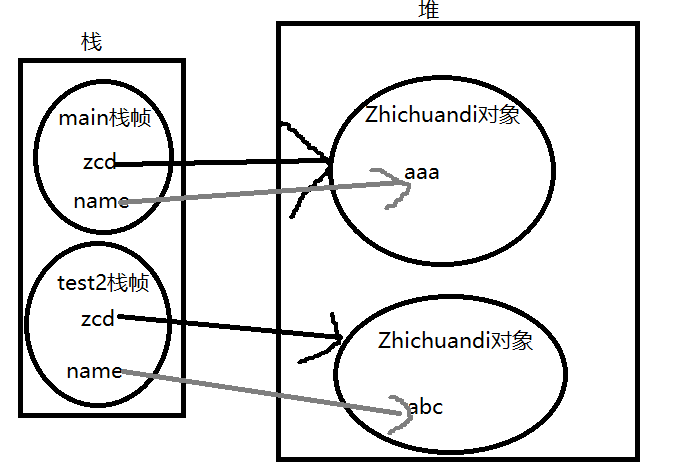 栈
堆
main栈帧
zcd
name
Zhichuandi对象
aaa
test2栈帧
zcd
name
Zhichuandi对象
abc